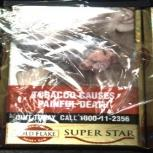 TOBACCO CAUSES
PAINFUL DEATH
QUIT TODAY CALL 1800-11-2356
GOLD FLAKE
SUPER STAR